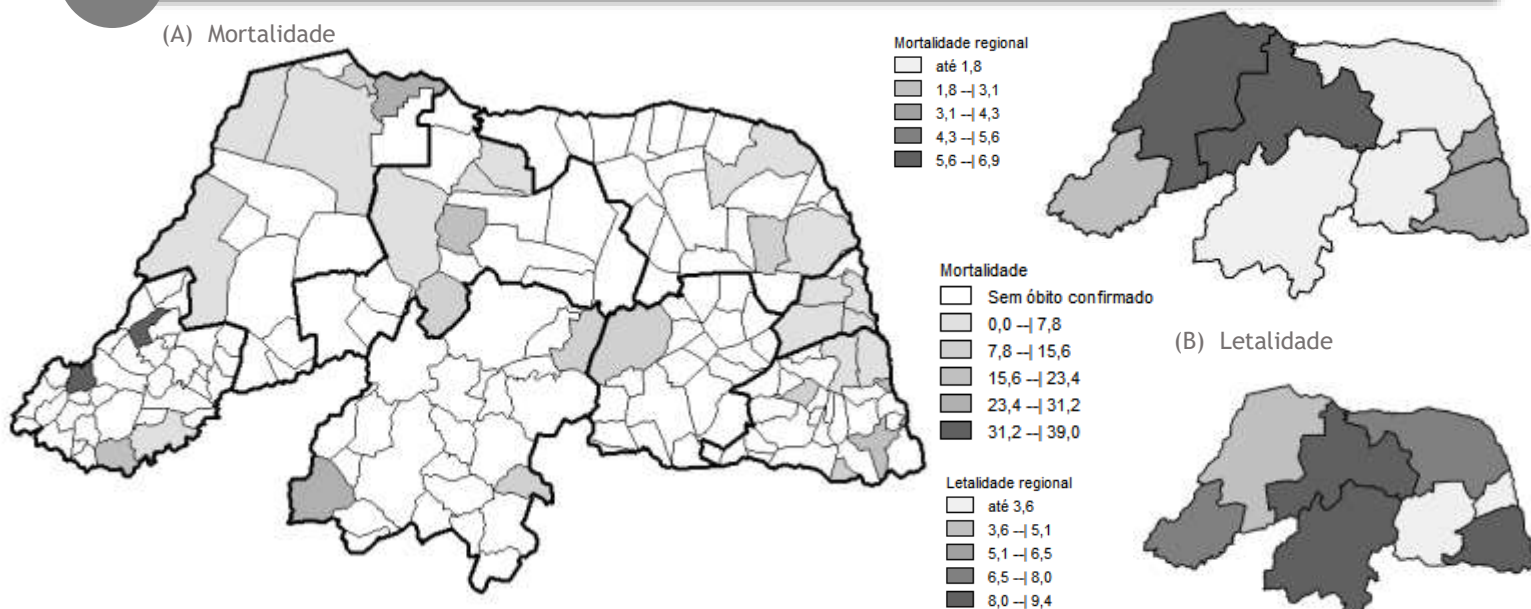 (A) Mortalidade
Mortalidade regional
até 1,8
1,8 --| 3,1
3,1 --| 4,3
4,3 --| 5,6
5,6 --| 6,9
Mortalidade
Sem óbito confirmado
0,0 --| 7,8
7,8 --| 15,6
15,6 --| 23,4
23,4 --| 31,2
31,2 --| 39,0
(B) Letalidade
Letalidade regional
até 3,6
3,6 --| 5,1
5,1 --| 6,5
6,5 --| 8,0
8,0 --| 9,4